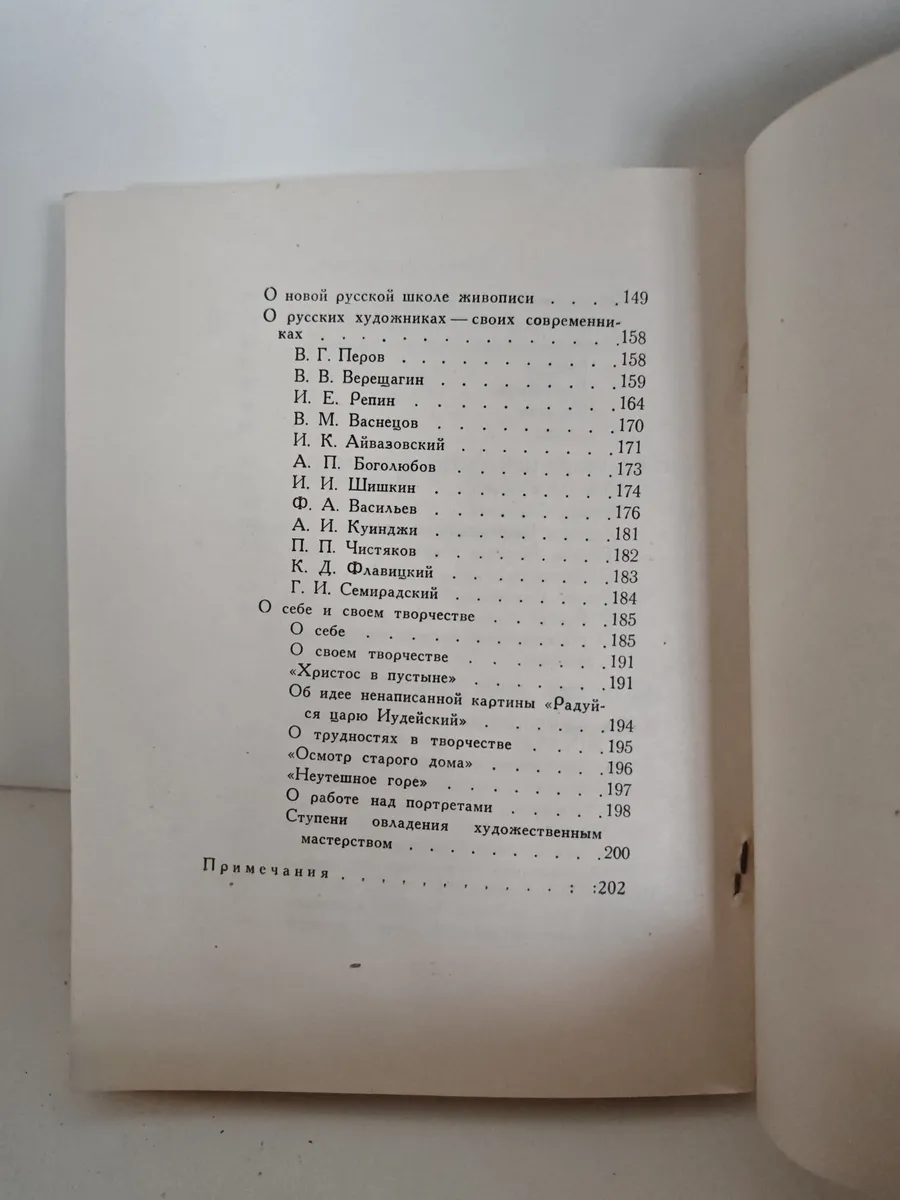 О новой русской школе живописи . . . . 149
О русских художниках — своих современни-
ках . . . . . . . . . . . . . . 158
В. Г. Перов . . . . . . . . . . . 158
В. В. Верещагин . . . . . . . . . 159
И. Е. Репин . . . . . . . . . . 164
В. М. Васнецов . . . . . . . . . 170
И. К. Айвазовский . . . . . . . . 171
А. П. Боголюбов . . . . . . . . 173
И. И. Шишкин . . . . . . . . . 174
Ф. А. Васильев . . . . . . . . . 176
А. И. Куинджи . . . . . . . . . 181
П. П. Чистяков . . . . . . . . . 182
К. Д. Флавицкий . . . . . . . . 183
Г. И. Семирадский . . . . . . . . 184
О себе и своем творчестве . . . . . . 185
О себе . . . . . . . . . . . . 185
О своем творчестве . . . . . . . 191
«Христос в пустыне» . . . . . . . 191
Об идее ненаписанной картины «Радуй-
ся царю Иудейский» . . . . . . 194
О трудностях в творчестве . . . . 195
«Осмотр старого дома» . . . . . . 196
«Неутешное горе» . . . . . . . . 197
О работе над портретами . . . . . 198
Ступени овладения художественным
мастерством . . . . . . . . . . 200
Примечания . , , , , . . . . . . : :202